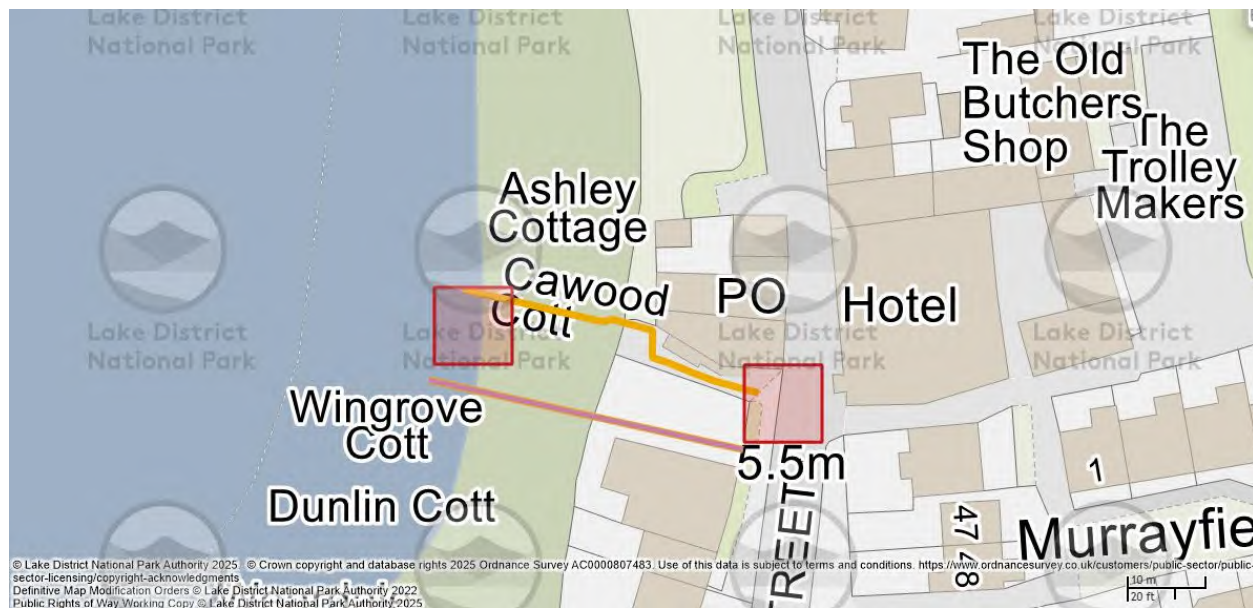 Lake District
National Park
Lake District
National Park
Lake District
National Park
Lake District
National Park
The Old
Butchers
Shop
The
Trolley
Makers
Ashley
Cottage
Cawood
Cott
PO
Hotel
Lake District
National Park
Lake District
National Park
Lake District
National Park
Lake District
National Park
Wingrove
Cott
5.5m
Dunlin Cott
1
47 48
Murrayfie
TREET
© Lake District National Park Authority 2025. © Crown copyright and database rights 2025 Ordnance Survey AC0000807483. Use of this data is subject to terms and conditions. https://www.ordnancesurvey.co.uk/customers/public-sector/public-
sector-licensing/copyright-acknowledgments
Definitive Map Modification Orders © Lake District National Park Authority 2022
Public Rights of Way Working Copy © Lake District National Park Authority 2025
10 m
20 ft